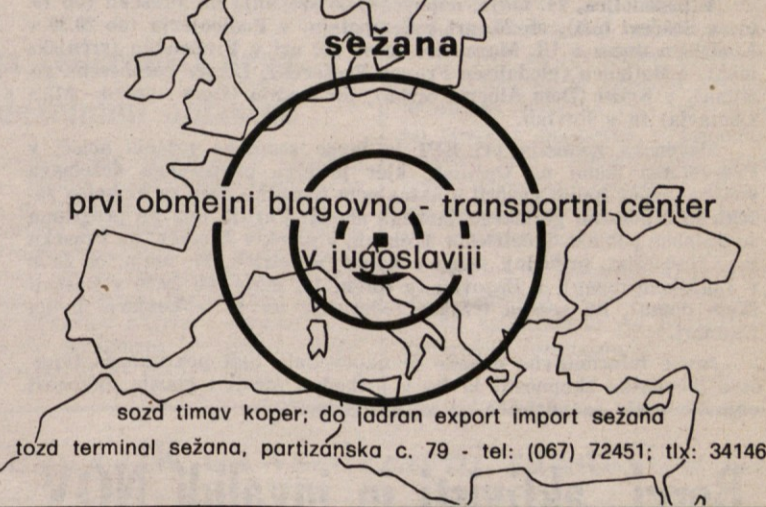 sežana
prvi obmejni blagovno - transportni center
v jugoslaviji
sozd timav koper; do jadran export import sežana
tozd terminal sežana, partizanska c. 79 - tel: (067) 72451; tlx: 34146